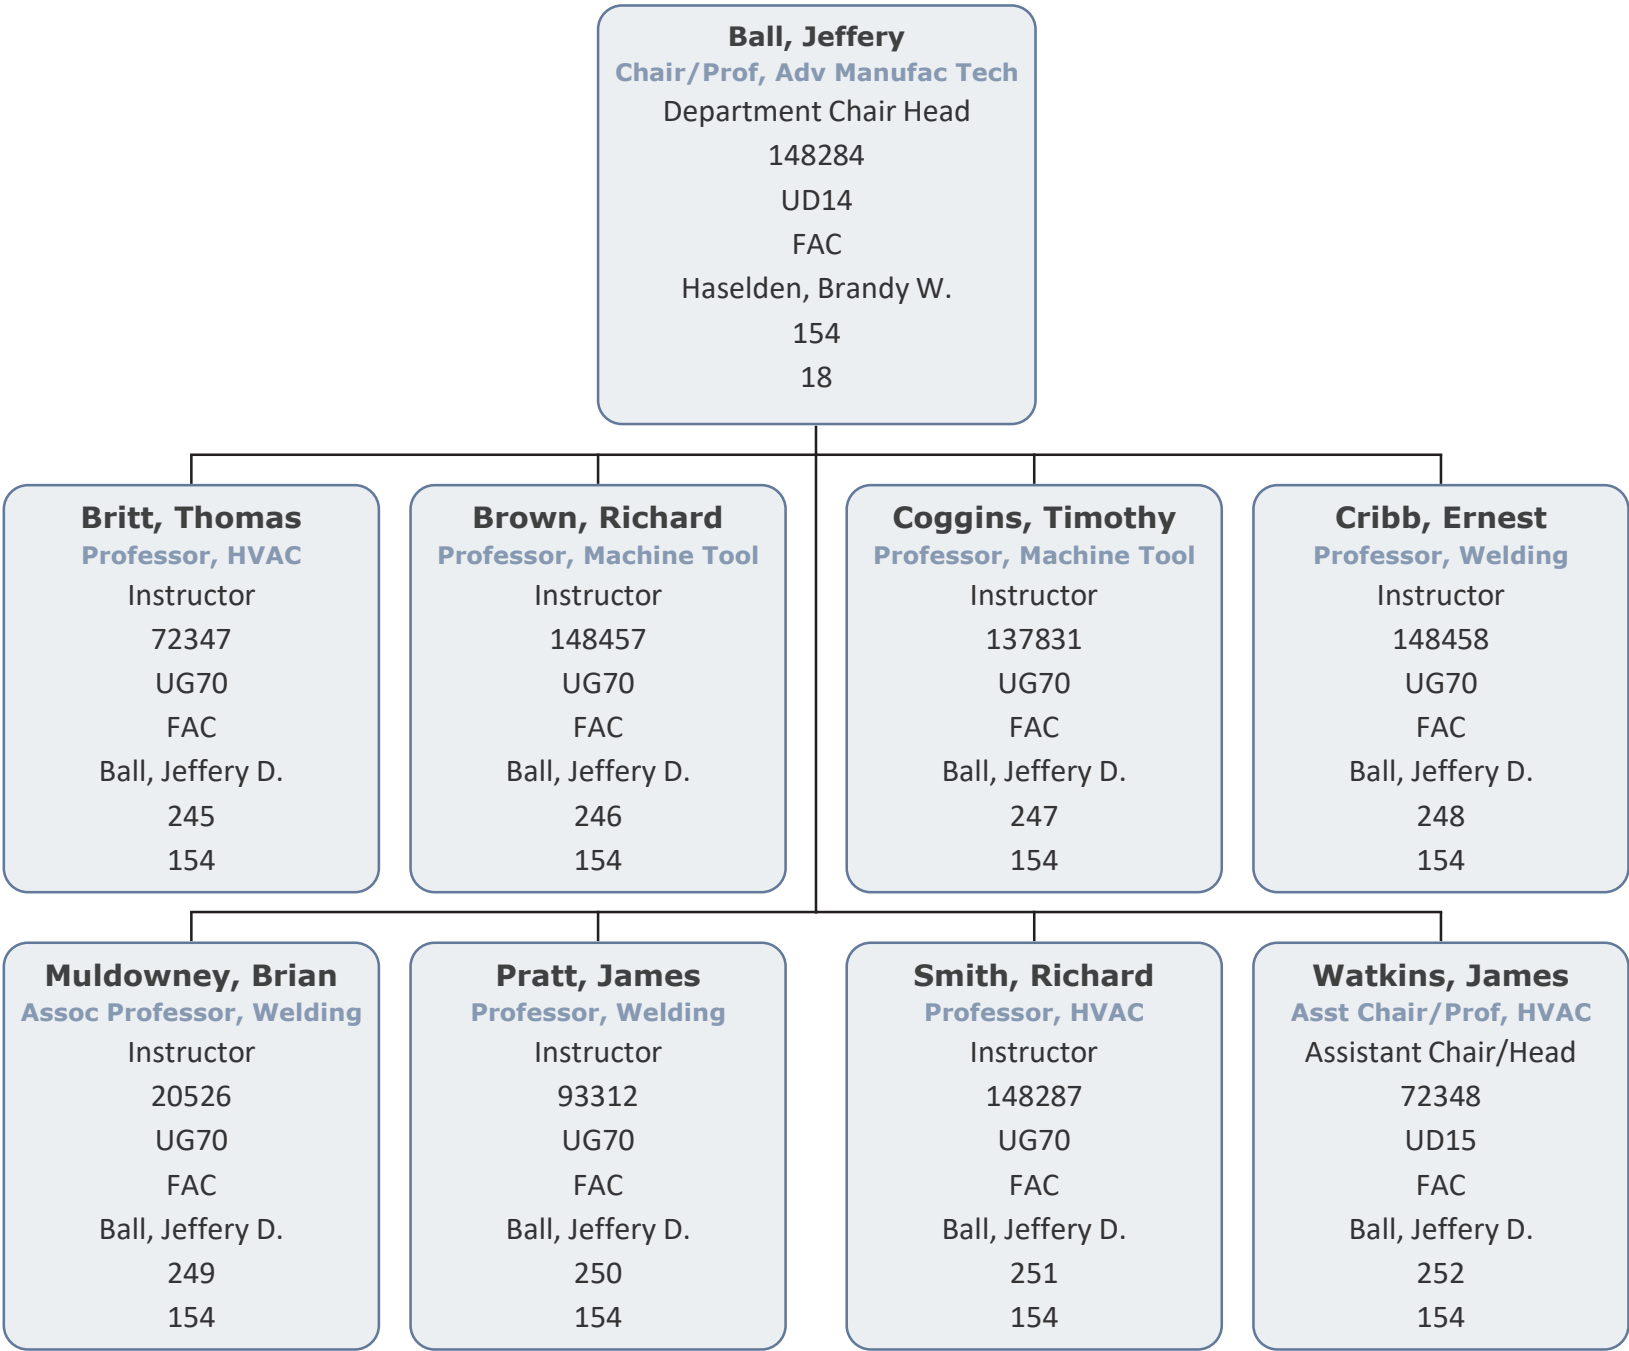 Ball, Jeffery
Chair/Prof, Adv Manufac Tech
Department Chair Head
148284
UD14
FAC
Haselden, Brandy W.
154
18
Britt, Thomas
Professor, HVAC
Instructor
72347
UG70
FAC
Ball, Jeffery D.
245
154
Brown, Richard
Professor, Machine Tool
Instructor
148457
UG70
FAC
Ball, Jeffery D.
246
154
Coggins, Timothy
Professor, Machine Tool
Instructor
137831
UG70
FAC
Ball, Jeffery D.
247
154
Cribb, Ernest
Professor, Welding
Instructor
148458
UG70
FAC
Ball, Jeffery D.
248
154
Muldowney, Brian
Assoc Professor, Welding
Instructor
20526
UG70
FAC
Ball, Jeffery D.
249
154
Pratt, James
Professor, Welding
Instructor
93312
UG70
FAC
Ball, Jeffery D.
250
154
Smith, Richard
Professor, HVAC
Instructor
148287
UG70
FAC
Ball, Jeffery D.
251
154
Watkins, James
Asst Chair/Prof, HVAC
Assistant Chair/Head
72348
UD15
FAC
Ball, Jeffery D.
252
154